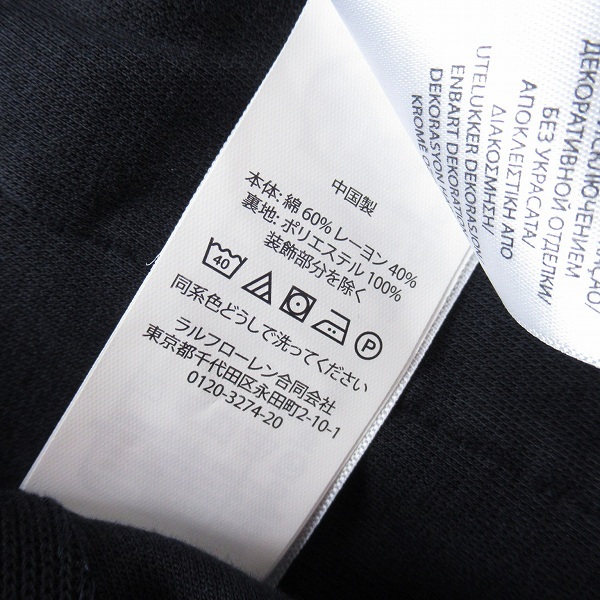 中国製
本体: 綿 60% レーヨン 40%
裏地: ポリエステル 100%
装飾部分を除く
40 P
同系色どうしで洗ってください
ラルフローレン合同会社
東京都千代田区永田町2-10-1
0120-3274-20
ДЕКОРАТИВНОЙ ОТДЕЛКИ/
БЕЗ УКРАСАТА/
ΑΠΟΚΛΕΙΣΤΙΚΗ ΑΠΟ
ΔΙΑΚΟΣΜΗΣΗ/
UTELUKKER DEKORASJON/
ENBART DEKORATION/
DEKORASYON
KROME